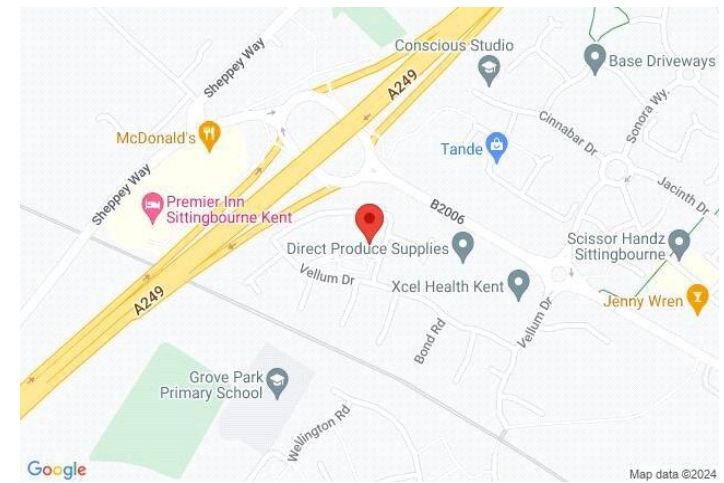 Sheppey Way
Conscious Studio
Base Driveways
A249
McDonald's
Cinnabar Dr
Sonora Wy.
Tande
Sheppey Way
Jacinth Dr
Premier Inn
Sittingbourne Kent
B2006
Direct Produce Supplies
Scissor Handz
Sittingbourne
Vellum Dr
Xcel Health Kent
A249
Jenny Wren
Vellum Dr
Bond Rd
Grove Park
Primary School
Wellington Rd
Google
Map data ©2024